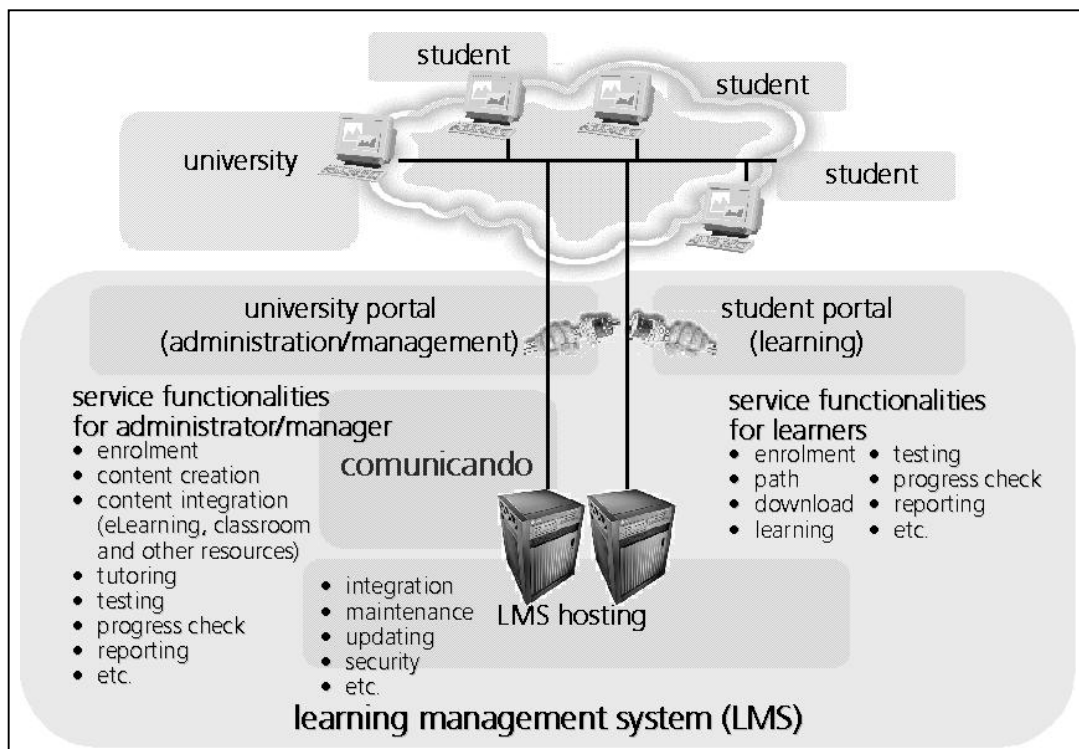 student
student
university
student
university portal
(administration/management)
student portal
(learning)
service functionalities
for administrator/manager
• enrolment
• content creation
• content integration
(eLearning, classroom
and other resources)
• tutoring
• testing
• progress check
• reporting
• etc.
comunicando
service functionalities
for learners
• enrolment
• path
• download
• learning
• testing
• progress check
• reporting
• etc.
LMS hosting
• integration
• maintenance
• updating
• security
• etc.
learning management system (LMS)